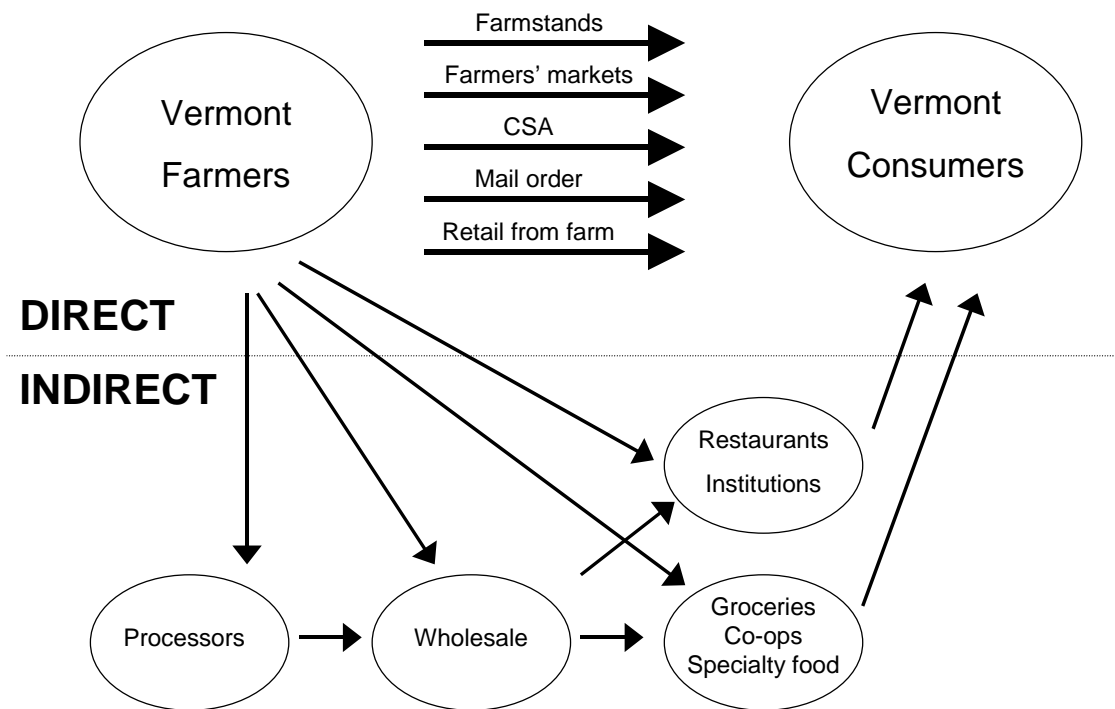 Farmstands
Farmers’ markets
CSA
Mail order
Retail from farm
Vermont
Farmers
Vermont
Consumers
DIRECT
INDIRECT
Restaurants
Institutions
Processors
Wholesale
Groceries
Co-ops
Specialty food